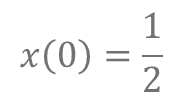 x(0) = 1/2